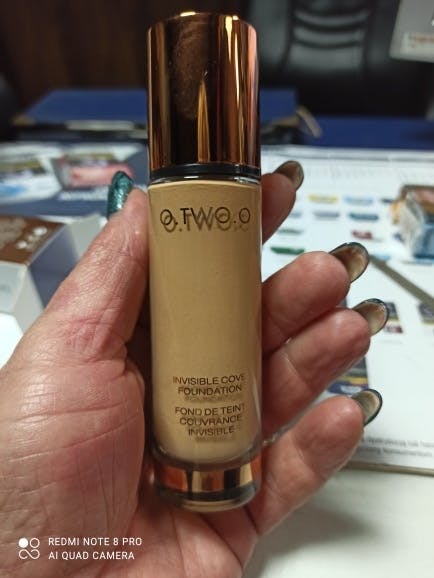 O.TWO.O
INVISIBLE COVE
FOUNDATION
FOND DE TEINT
COUVRANCE
INVISIBLE
REDMI NOTE 8 PRO
AI QUAD CAMERA